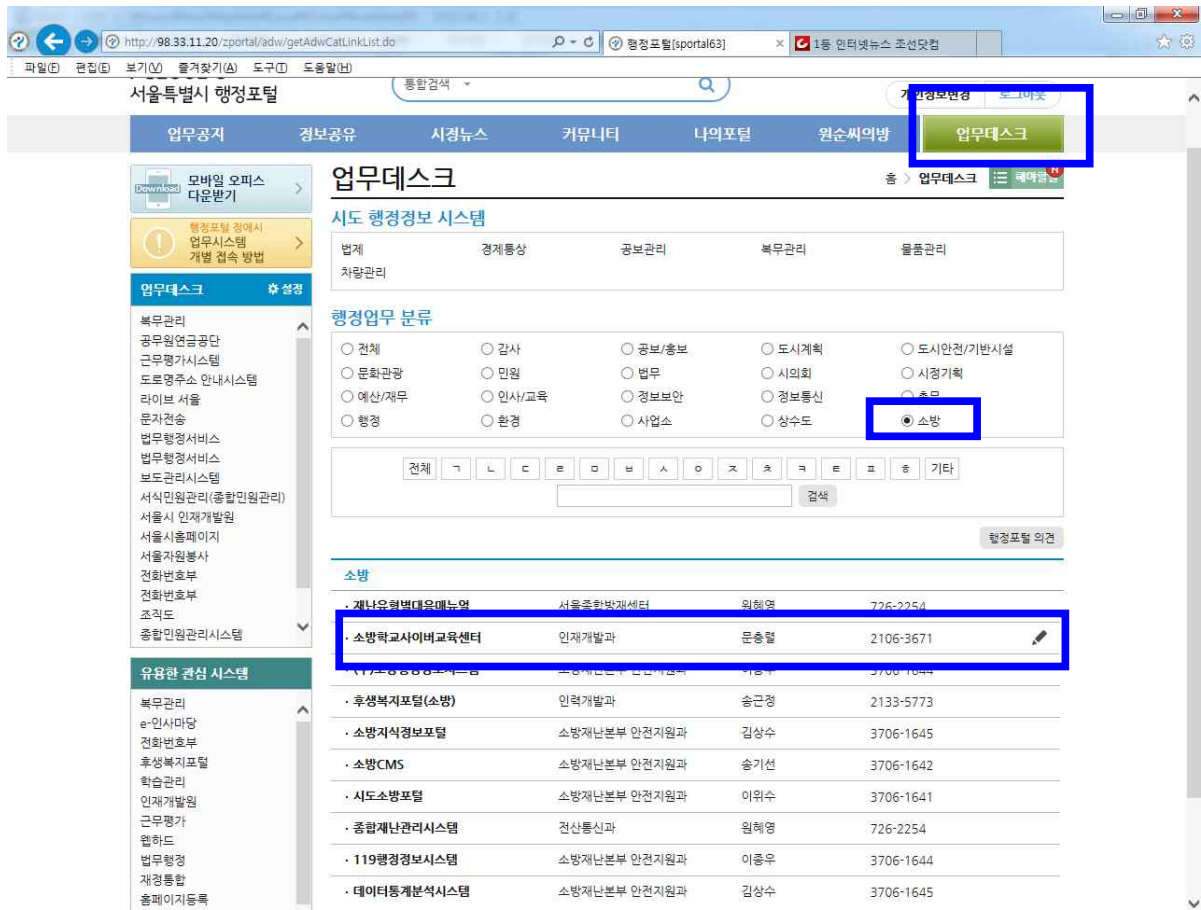 http://98.33.11.20/zportal/adw/getAdwCatLinkList.do
행정포털[sportal63]
1등 인터넷뉴스 조선닷컴
파일(F) 편집(E) 보기(V) 즐겨찾기(A) 도구(T) 도움말(H)
서울특별시 행정포털
통합검색
개인정보변경 로그아웃
업무공지 정보공유 시정뉴스 커뮤니티 나의포털 원순씨의방 업무데스크
Download 모바일 오피스 다운받기
행정포털 장애시
업무시스템
개별 접속 방법
업무데스크 설정
복무관리
공무원연금공단
근무평가시스템
도로명주소 안내시스템
라이브 서울
문자전송
법무행정서비스
법무행정서비스
보도관리시스템
서식민원관리(종합민원관리)
서울시 인재개발원
서울시홈페이지
서울자원봉사
전화번호부
전화번호부
조직도
종합민원관리시스템
유용한 관심 시스템
복무관리
e-인사마당
전화번호부
후생복지포털
학습관리
인재개발원
근무평가
웹하드
법무행정
재정통합
홈페이지등록
업무데스크
홈 > 업무데스크
N
시도 행정정보 시스템
법제 경제통상 공보관리 복무관리 물품관리
차량관리
행정업무 분류
전체 감사 공보/홍보 도시계획 도시안전/기반시설
문화관광 민원 법무 시의회 시정기획
예산/재무 인사/교육 정보보안 정보통신 총무
행정 환경 사업소 상수도 소방
전체 ㄱ ㄴ ㄷ ㄹ ㅁ ㅂ ㅅ ㅇ ㅈ ㅊ ㅋ ㅌ ㅍ ㅎ 기타
검색
행정포털 의견
소방
· 재난유형별대응매뉴얼 서울종합방재센터 원혜영 726-2254
· 소방학교사이버교육센터 인재개발과 문충렬 2106-3671
3706-1644
· 후생복지포털(소방) 인력개발과 송근정 2133-5773
· 소방지식정보포털 소방재난본부 안전지원과 김상수 3706-1645
· 소방CMS 소방재난본부 안전지원과 송기선 3706-1642
· 시도소방포털 소방재난본부 안전지원과 이위수 3706-1641
· 종합재난관리시스템 전산통신과 원혜영 726-2254
· 119행정정보시스템 소방재난본부 안전지원과 이종우 3706-1644
· 데이터통계분석시스템 소방재난본부 안전지원과 김상수 3706-1645